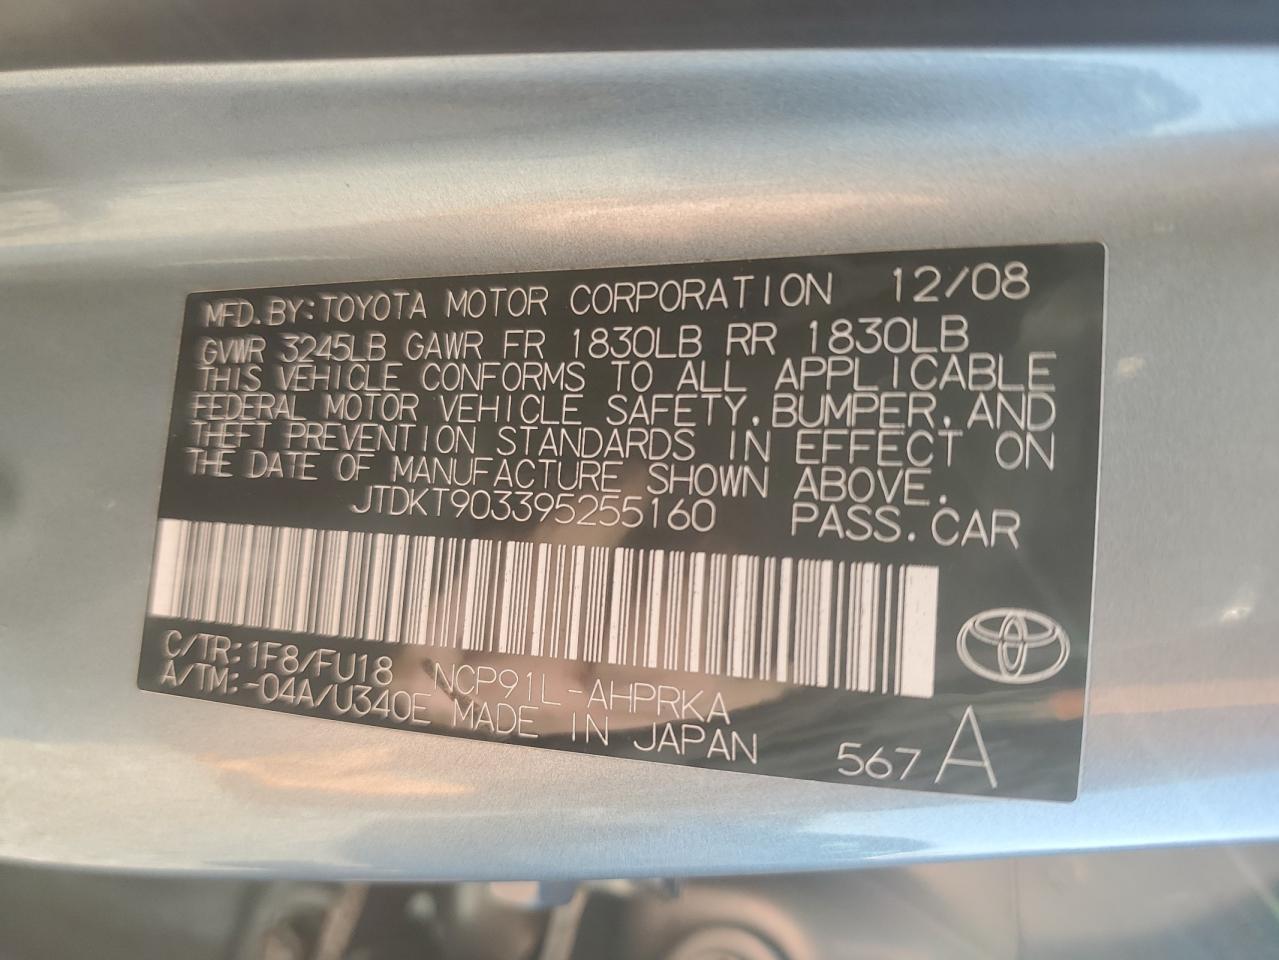 MFD. BY: TOYOTA MOTOR CORPORATION 12/08
GVWR 3245LB GAWR FR 1830LB RR 1830LB
THIS VEHICLE CONFORMS TO ALL APPLICABLE
FEDERAL MOTOR VEHICLE SAFETY, BUMPER, AND
THEFT PREVENTION STANDARDS IN EFFECT ON
THE DATE OF MANUFACTURE SHOWN ABOVE.
JTDKT903395255160 PASS. CAR
C/TR: 1F8/FU18 NCP91L-AHPRKA
A/TM: -04A/U340E MADE IN JAPAN 567 A